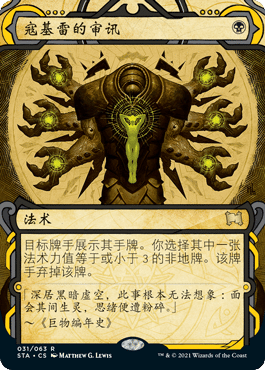 寇基雷的审讯
法术
目标牌手展示其手牌。你选择其中一张
法术力值等于或小于3的非地牌。该牌
手弃掉该牌。
「深居黑暗虚空，此事根本无法想象：面
会其间生灵，思绪便遭粉碎。」
～《巨物编年史》
031/063 R
STA • CS MATTHEW G. LEWIS
™ & © 2021 Wizards of the Coast